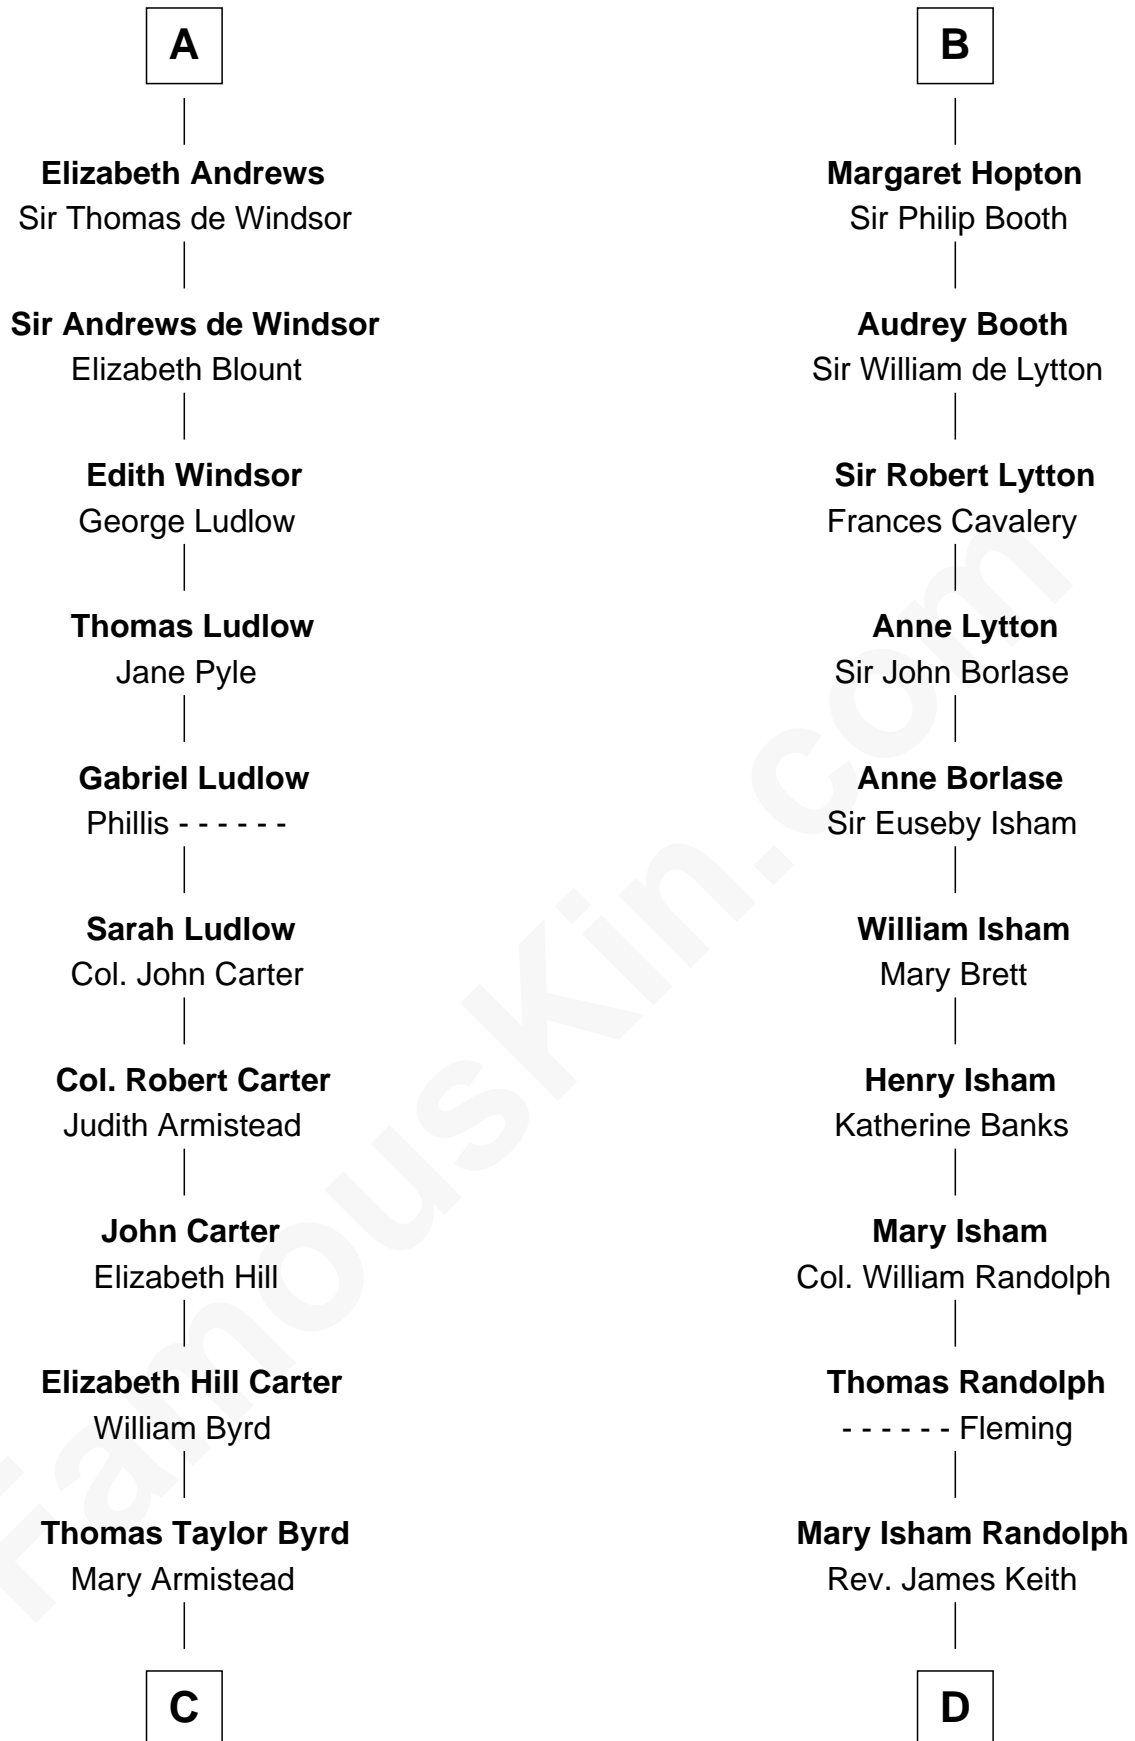 A
Elizabeth Andrews
Sir Thomas de Windsor
Sir Andrews de Windsor
Elizabeth Blount
Edith Windsor
George Ludlow
Thomas Ludlow
Jane Pyle
Gabriel Ludlow
Phillis - - - - - -
Sarah Ludlow
Col. John Carter
Col. Robert Carter
Judith Armistead
John Carter
Elizabeth Hill
Elizabeth Hill Carter
William Byrd
Thomas Taylor Byrd
Mary Armistead
C
B
Margaret Hopton
Sir Philip Booth
Audrey Booth
Sir William de Lytton
Sir Robert Lytton
Frances Cavalery
Anne Lytton
Sir John Borlase
Anne Borlase
Sir Euseby Isham
William Isham
Mary Brett
Henry Isham
Katherine Banks
Mary Isham
Col. William Randolph
Thomas Randolph
- - - - - - Fleming
Mary Isham Randolph
Rev. James Keith
D
FamousKin.com